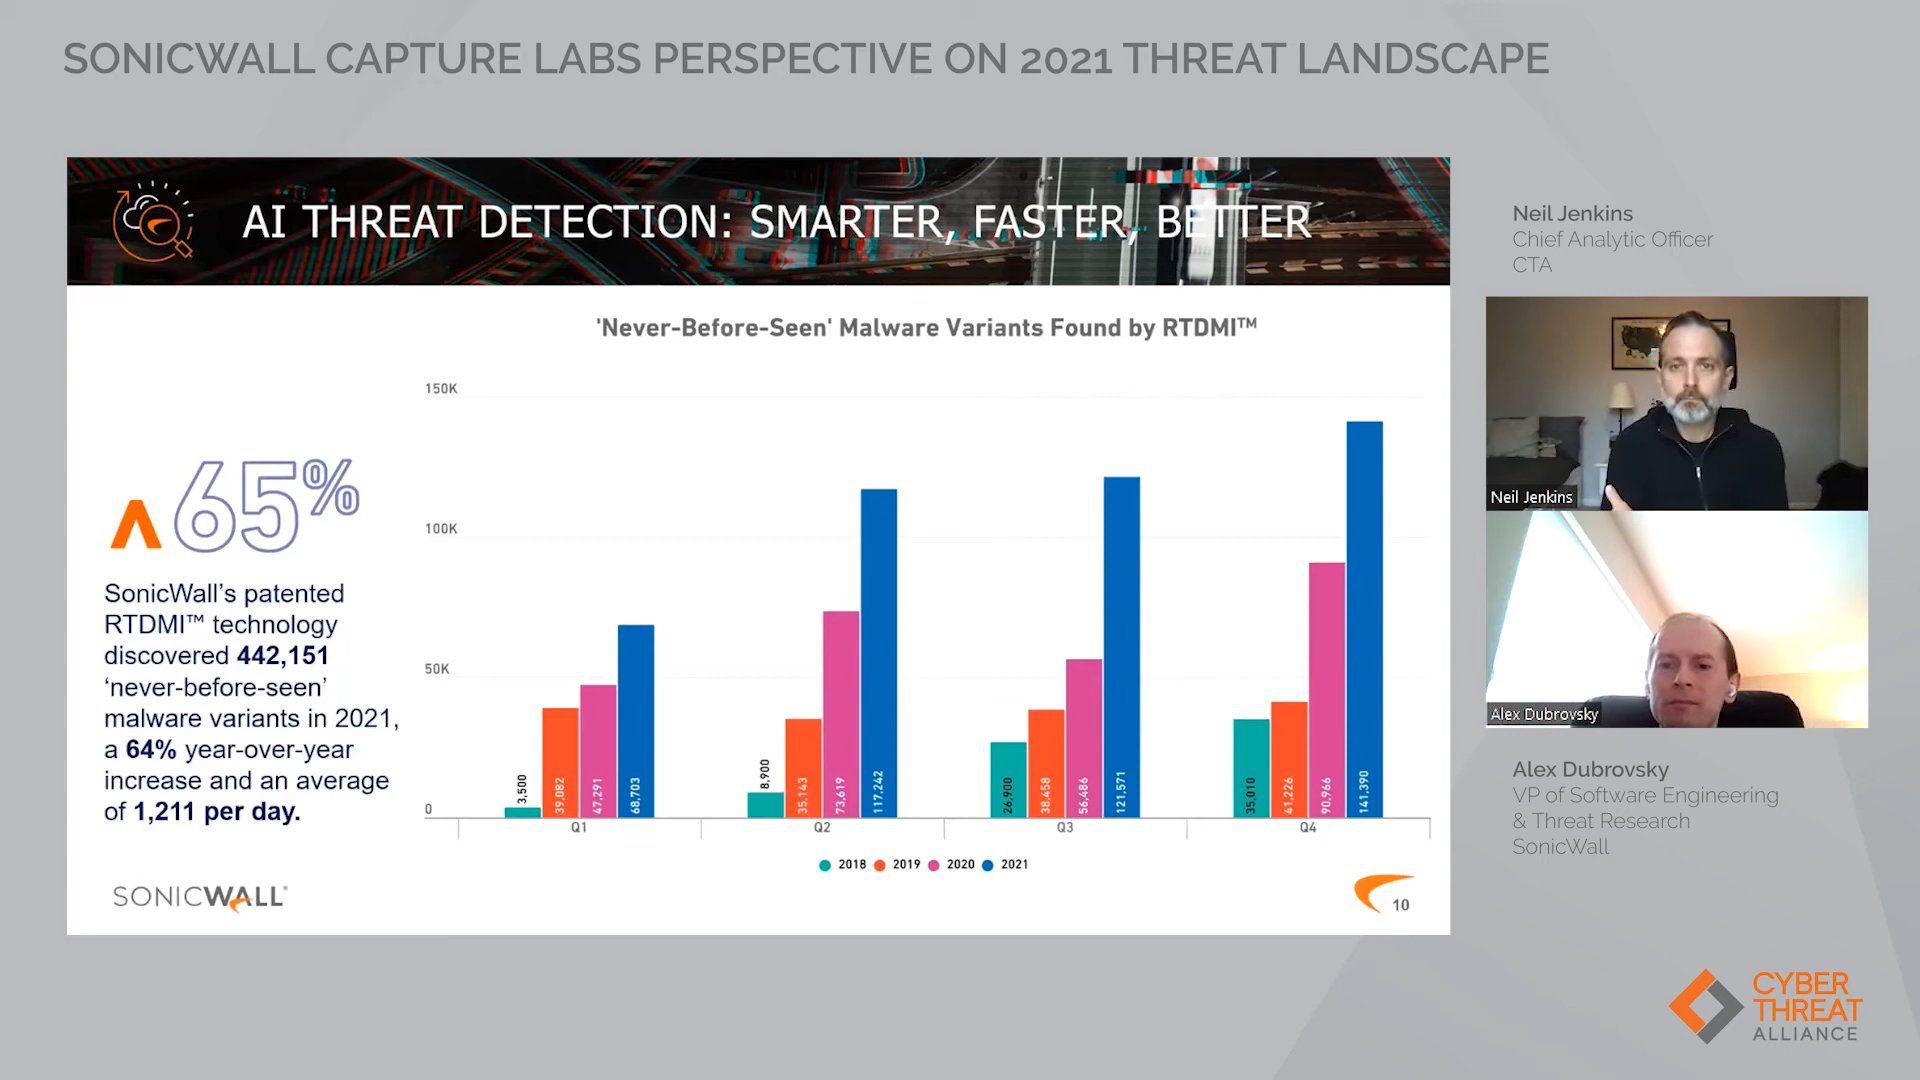 SONICWALL CAPTURE LABS PERSPECTIVE ON 2021 THREAT LANDSCAPE
AI THREAT DETECTION: SMARTER, FASTER, BETTER
'Never-Before-Seen' Malware Variants Found by RTDMI™
65%
SonicWall's patented
RTDMI™ technology
discovered 442,151
'never-before-seen'
malware variants in 2021,
a 64% year-over-year
increase and an average
of 1,211 per day.
150K
100K
50K
0
3,500
39,082
47,291
68,703
8,900
35,143
73,619
117,242
26,900
38,458
56,486
121,571
35,010
41,226
90,966
141,390
Q1
Q2
Q3
Q4
2018
2019
2020
2021
SONICWALL
10
Neil Jenkins
Chief Analytic Officer
CTA
Neil Jenkins
Alex Dubrovsky
Alex Dubrovsky
VP of Software Engineering
& Threat Research
SonicWall
CYBER
THREAT
ALLIANCE